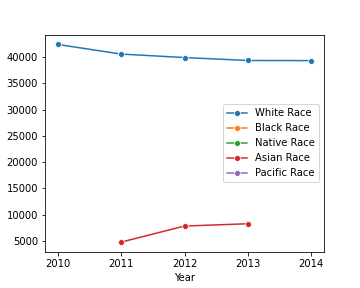 40000
35000
30000
25000
20000
15000
10000
5000
White Race
Black Race
Native Race
Asian Race
Pacific Race
2010 2011 2012 2013 2014
Year